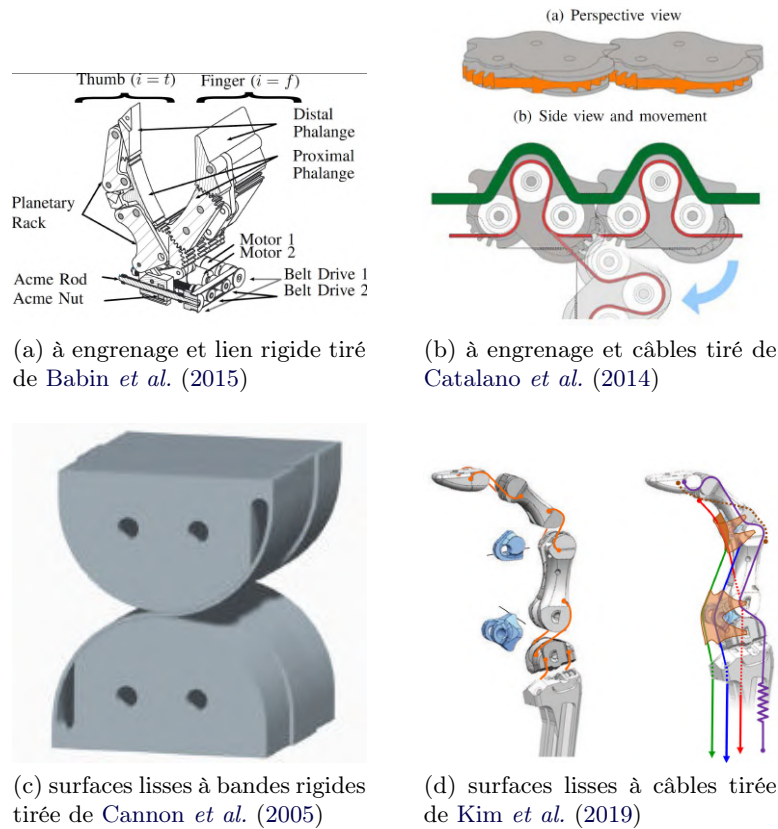 Thumb (i = t)
Finger (i = f)
Distal
Phalange
Proximal
Phalange
Planetary
Rack
Motor 1
Motor 2
Acme Rod
Acme Nut
Belt Drive 1
Belt Drive 2
(a) à engrenage et lien rigide tiré
de Babin et al. (2015)
(a) Perspective view
(b) Side view and movement
(b) à engrenage et câbles tiré de
Catalano et al. (2014)
(c) surfaces lisses à bandes rigides
tirée de Cannon et al. (2005)
(d) surfaces lisses à câbles tirée
de Kim et al. (2019)